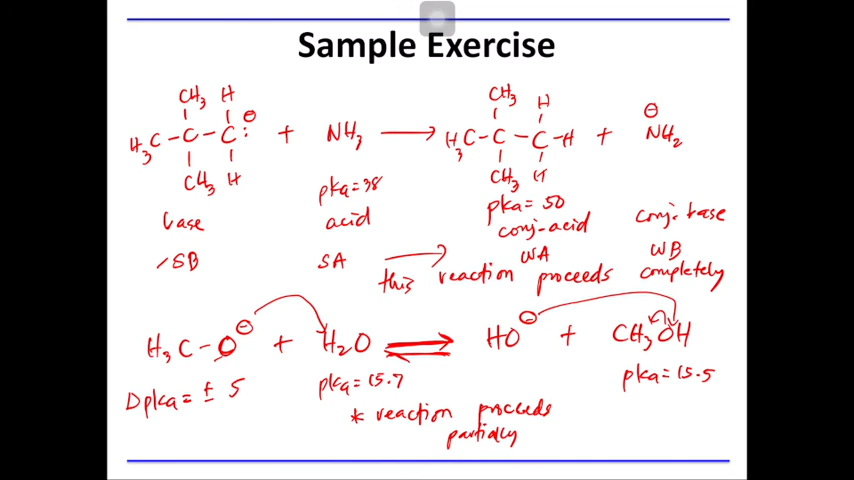 Sample Exercise
CH3 H
H3C - C - C:⊖ + NH3 → H3C - C - C - H + ⊖NH2
CH3 H
CH3 H
CH3 H
pka = 38
pka = 50
base acid conj-acid conj. base
SB SA WA WB
this reaction proceeds completely
H3C - O⊖ + H2O ⇌ HO⊖ + CH3OH
Dpka = ± 5 pka = 15.7 pka = 15.5
* reaction proceeds
partially